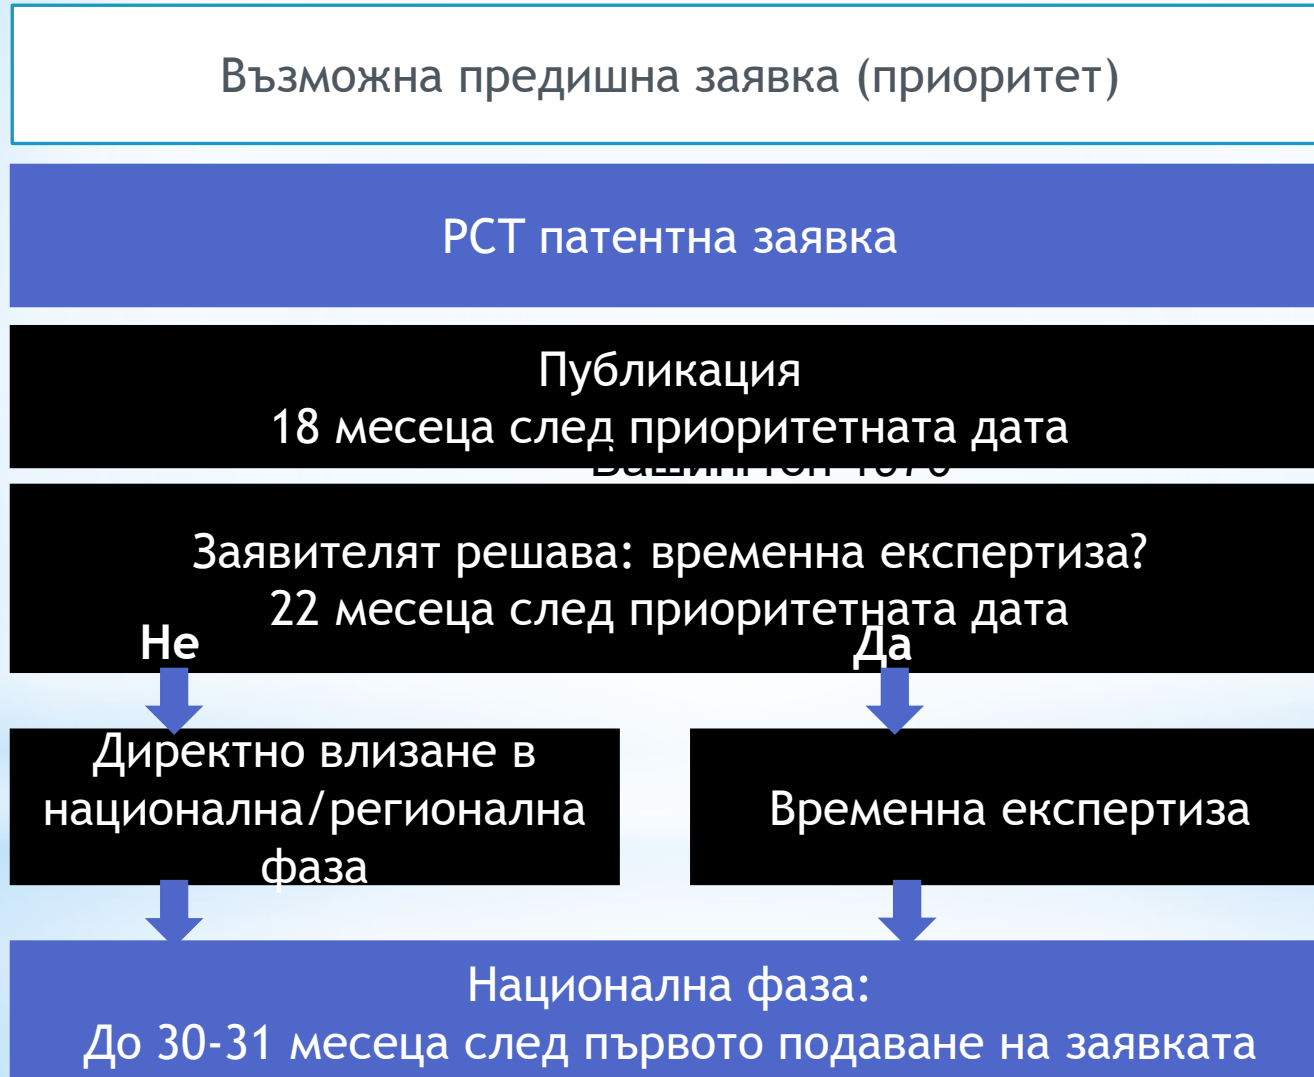 Възможна предишна заявка (приоритет)
PCT патентна заявка
Публикация
18 месеца след приоритетната дата
Заявителят решава: временна експертиза?
22 месеца след приоритетната дата
Не
Да
Директно влизане в
национална/регионална
фаза
Временна експертиза
Национална фаза:
До 30-31 месеца след първото подаване на заявката